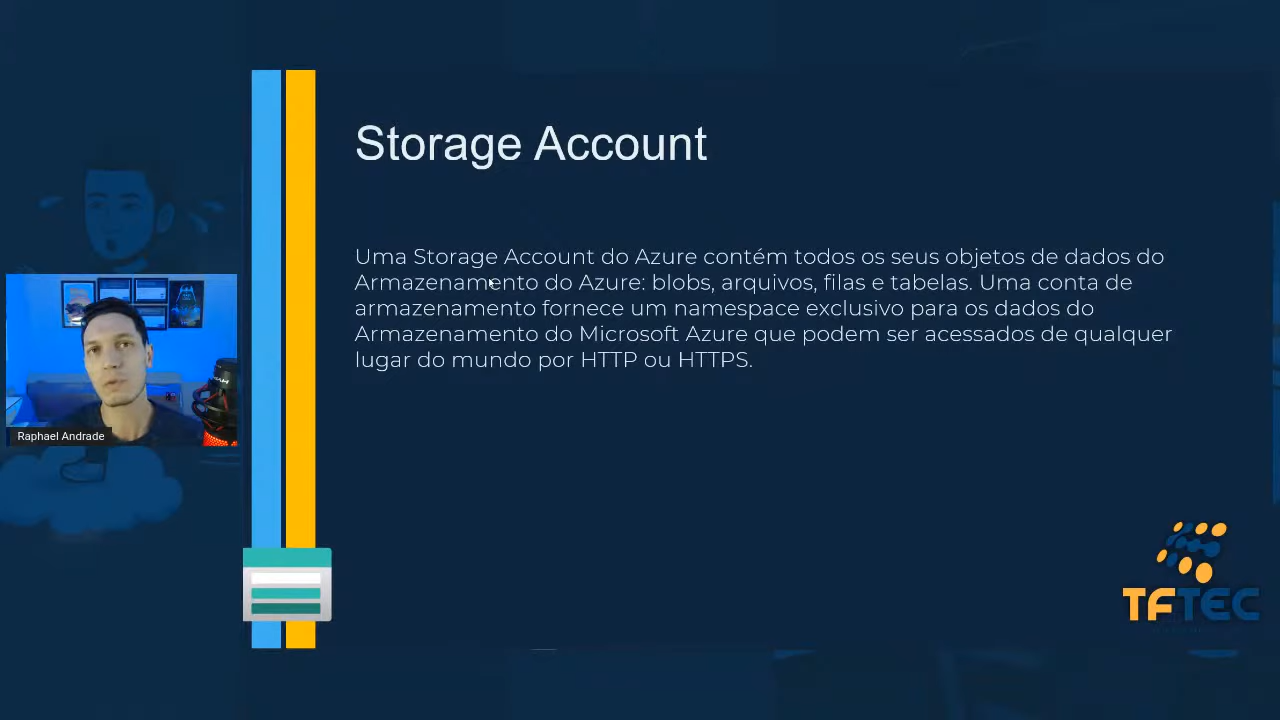 Storage Account
Uma Storage Account do Azure contém todos os seus objetos de dados do
Armazenamento do Azure: blobs, arquivos, filas e tabelas. Uma conta de
armazenamento fornece um namespace exclusivo para os dados do
Armazenamento do Microsoft Azure que podem ser acessados de qualquer
lugar do mundo por HTTP ou HTTPS.
Raphael Andrade
TFTEC